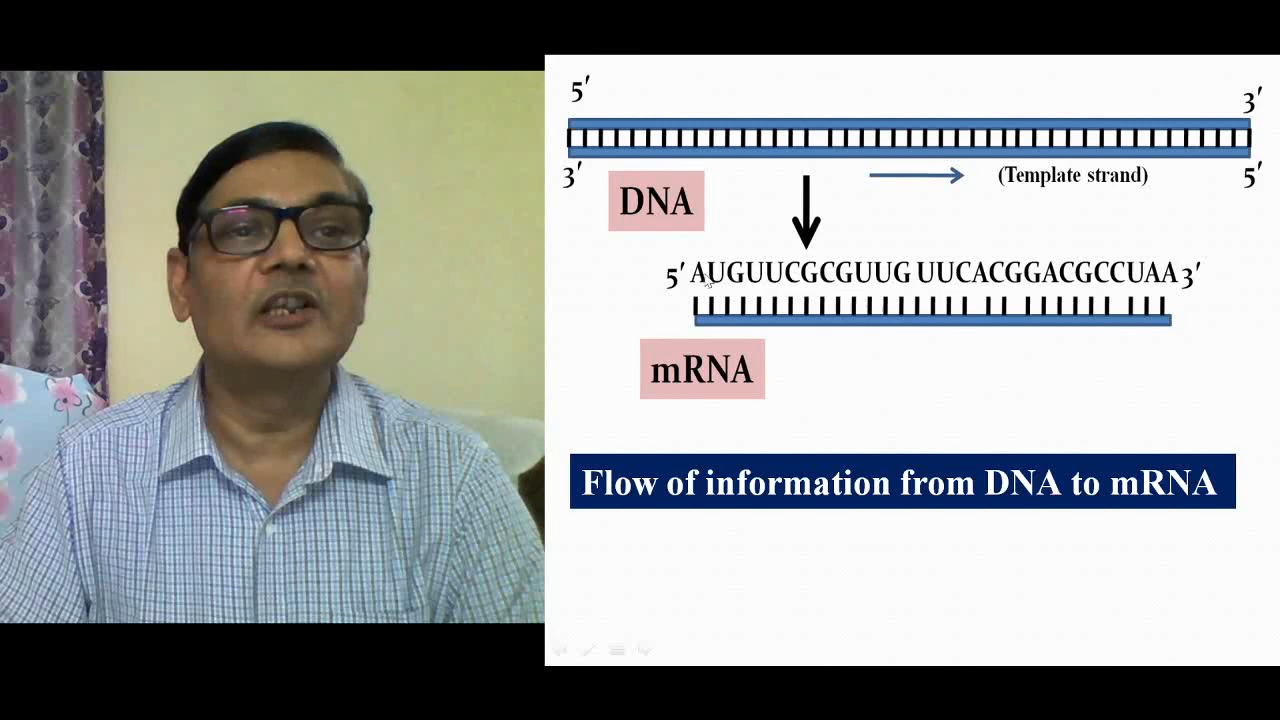 5′
3′
3′
(Template strand)
5′
DNA
5′ AUGUUCGCGUUG UUCACGGACGCCUAA 3′
mRNA
Flow of information from DNA to mRNA